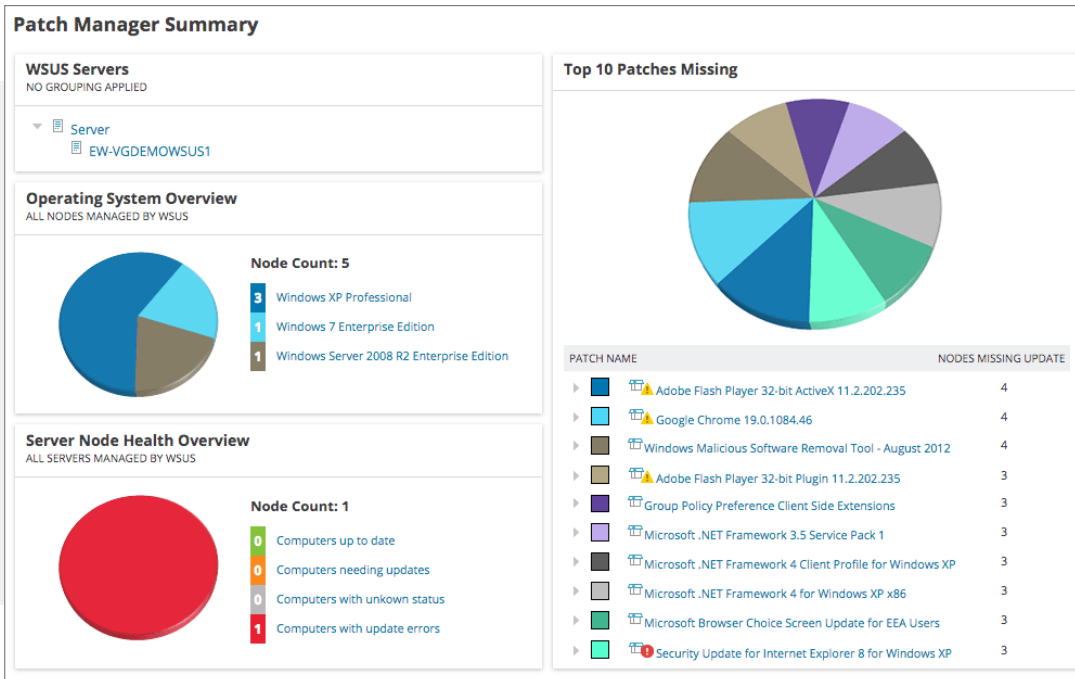 Patch Manager Summary
WSUS Servers
NO GROUPING APPLIED
Server
EW-VGDEMOWSUS1
Operating System Overview
ALL NODES MANAGED BY WSUS
Node Count: 5
3 Windows XP Professional
1 Windows 7 Enterprise Edition
1 Windows Server 2008 R2 Enterprise Edition
Server Node Health Overview
ALL SERVERS MANAGED BY WSUS
Node Count: 1
0 Computers up to date
0 Computers needing updates
0 Computers with unkown status
1 Computers with update errors
Top 10 Patches Missing
PATCH NAME NODES MISSING UPDATE
Adobe Flash Player 32-bit ActiveX 11.2.202.235 4
Google Chrome 19.0.1084.46 4
Windows Malicious Software Removal Tool - August 2012 4
Adobe Flash Player 32-bit Plugin 11.2.202.235 3
Group Policy Preference Client Side Extensions 3
Microsoft .NET Framework 3.5 Service Pack 1 3
Microsoft .NET Framework 4 Client Profile for Windows XP 3
Microsoft .NET Framework 4 for Windows XP x86 3
Microsoft Browser Choice Screen Update for EEA Users 3
Security Update for Internet Explorer 8 for Windows XP 3